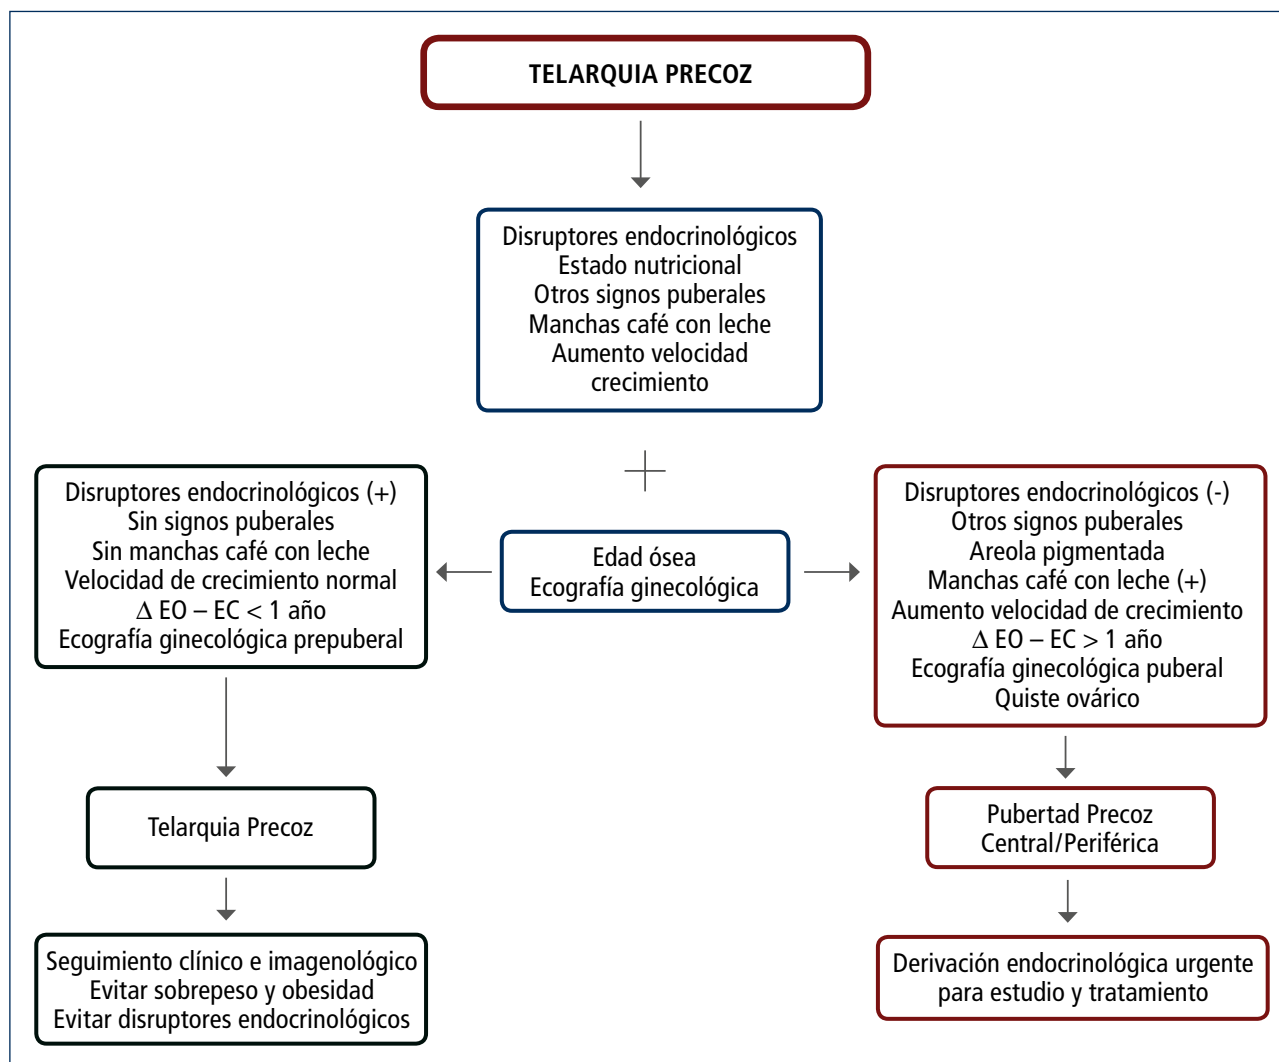 TELARQUIA PRECOZ
Disruptores endocrinológicos
Estado nutricional
Otros signos puberales
Manchas café con leche
Aumento velocidad
crecimiento
Disruptores endocrinológicos (+)
Sin signos puberales
Sin manchas café con leche
Velocidad de crecimiento normal
Δ EO – EC < 1 año
Ecografía ginecológica prepuberal
Edad ósea
Ecografía ginecológica
Disruptores endocrinológicos (-)
Otros signos puberales
Areola pigmentada
Manchas café con leche (+)
Aumento velocidad de crecimiento
Δ EO – EC > 1 año
Ecografía ginecológica puberal
Quiste ovárico
Telarquia Precoz
Pubertad Precoz
Central/Periférica
Seguimiento clínico e imagenológico
Evitar sobrepeso y obesidad
Evitar disruptores endocrinológicos
Derivación endocrinológica urgente
para estudio y tratamiento